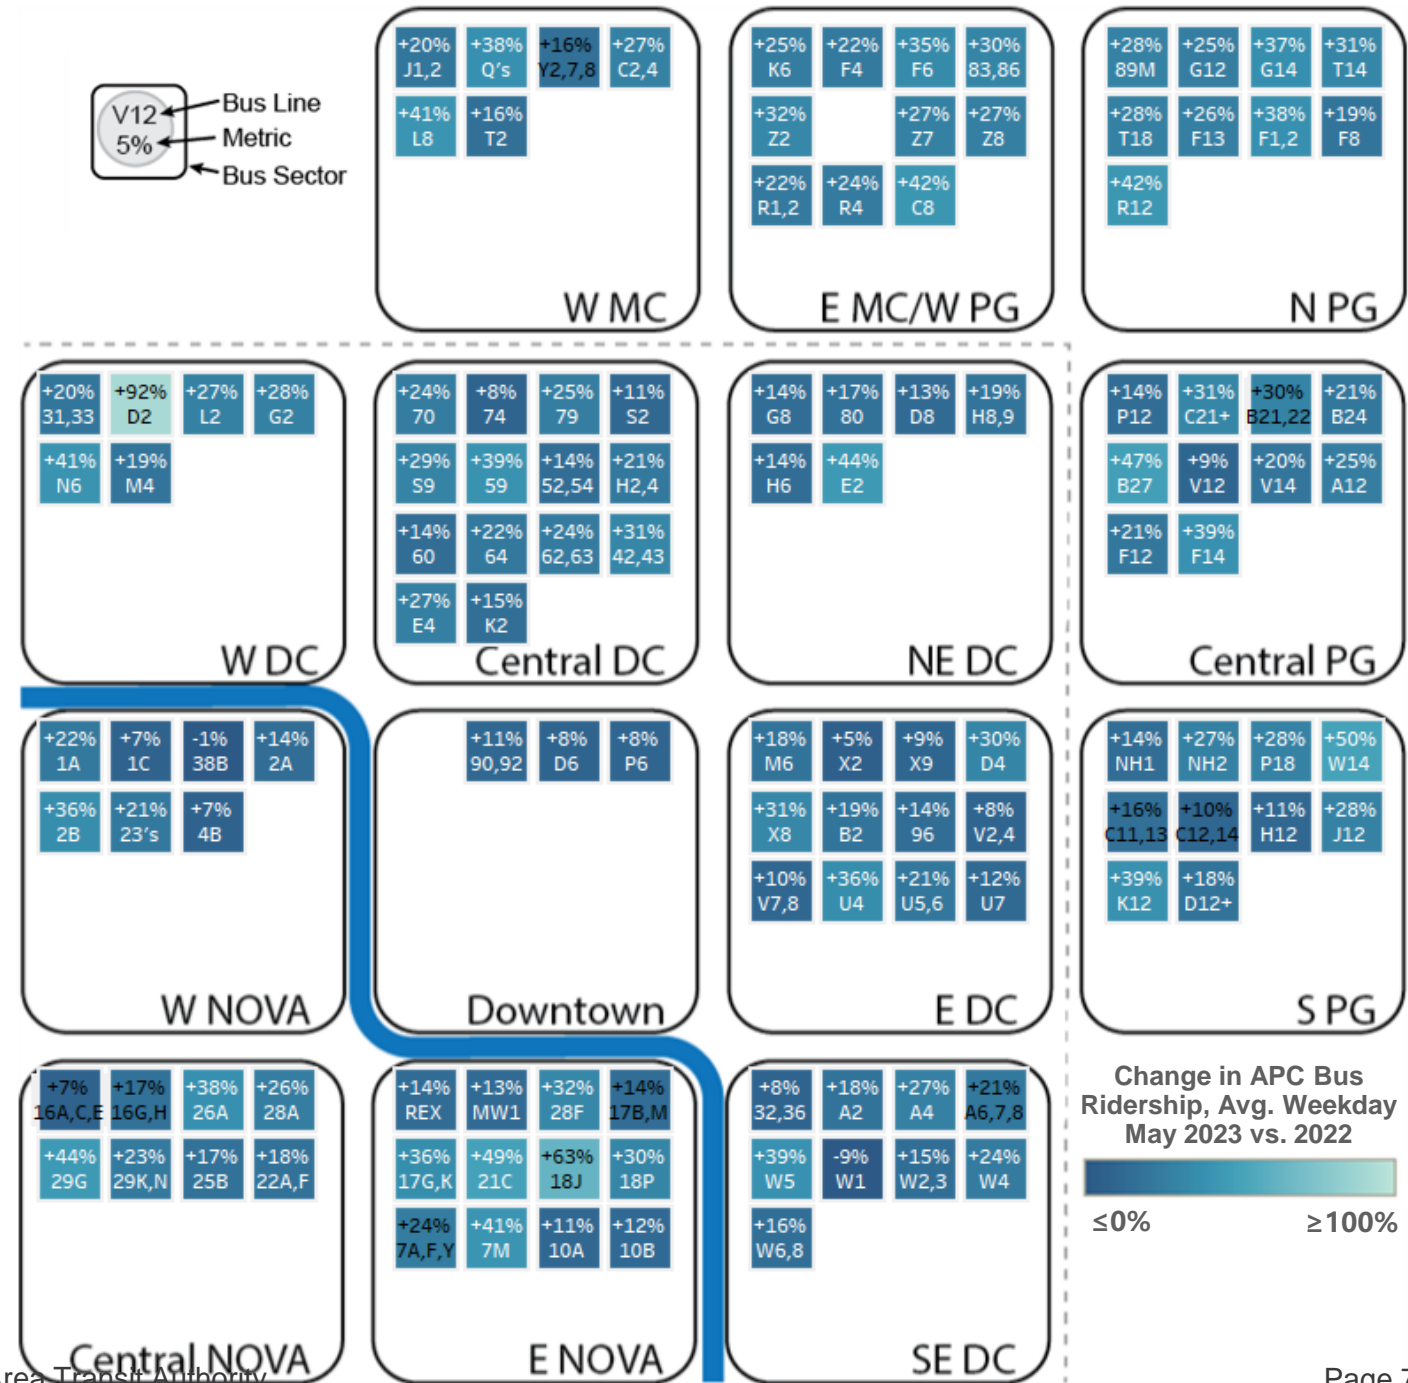 V12
5%
Bus Line
Metric
Bus Sector
+20% +38% +16% +27%
J1,2 Q's Y2,7,8 C2,4
+41% +16%
L8 T2
W MC
+25% +22% +35% +30%
K6 F4 F6 83,86
+32% +27% +27%
Z2 Z7 Z8
+22% +24% +42%
R1,2 R4 C8
E MC/W PG
+28% +25% +37% +31%
89M G12 G14 T14
+28% +26% +38% +19%
T18 F13 F1,2 F8
+42%
R12
N PG
+20% +92% +27% +28%
31,33 D2 L2 G2
+41% +19%
N6 M4
W DC
+24% +8% +25% +11%
70 74 79 S2
+29% +39% +14% +21%
S9 59 52,54 H2,4
+14% +22% +24% +31%
60 64 62,63 42,43
+27% +15%
E4 K2
Central DC
+14% +17% +13% +19%
G8 80 D8 H8,9
+14% +44%
H6 E2
NE DC
+14% +31% +30% +21%
P12 C21+ B21,22 B24
+47% +9% +20% +25%
B27 V12 V14 A12
+21% +39%
F12 F14
Central PG
+22% +7% -1% +14%
1A 1C 38B 2A
+36% +21% +7%
2B 23's 4B
W NOVA
+11% +8% +8%
90,92 D6 P6
Downtown
+18% +5% +9% +30%
M6 X2 X9 D4
+31% +19% +14% +8%
X8 B2 96 V2,4
+10% +36% +21% +12%
V7,8 U4 U5,6 U7
E DC
+14% +27% +28% +50%
NH1 NH2 P18 W14
+16% +10% +11% +28%
C11,13 C12,14 H12 J12
+39% +18%
K12 D12+
S PG
+7% +17% +38% +26%
16A,C,E 16G,H 26A 28A
+44% +23% +17% +18%
29G 29K,N 25B 22A,F
Central NOVA
+14% +13% +32% +14%
REX MW1 28F 17B,M
+36% +49% +63% +30%
17G,K 21C 18J 18P
+24% +41% +11% +12%
7A,F,Y 7M 10A 10B
E NOVA
+8% +18% +27% +21%
32,36 A2 A4 A6,7,8
+39% -9% +15% +24%
W5 W1 W2,3 W4
+16%
W6,8
SE DC
Change in APC Bus
Ridership, Avg. Weekday
May 2023 vs. 2022
≤0% ≥100%
Area Transit Authority
Page 7